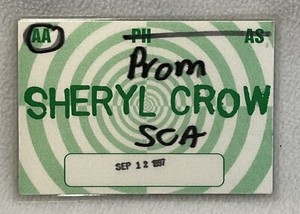 AA PH AS
Prom
SHERYL CROW
SCA
SEP 12 1997